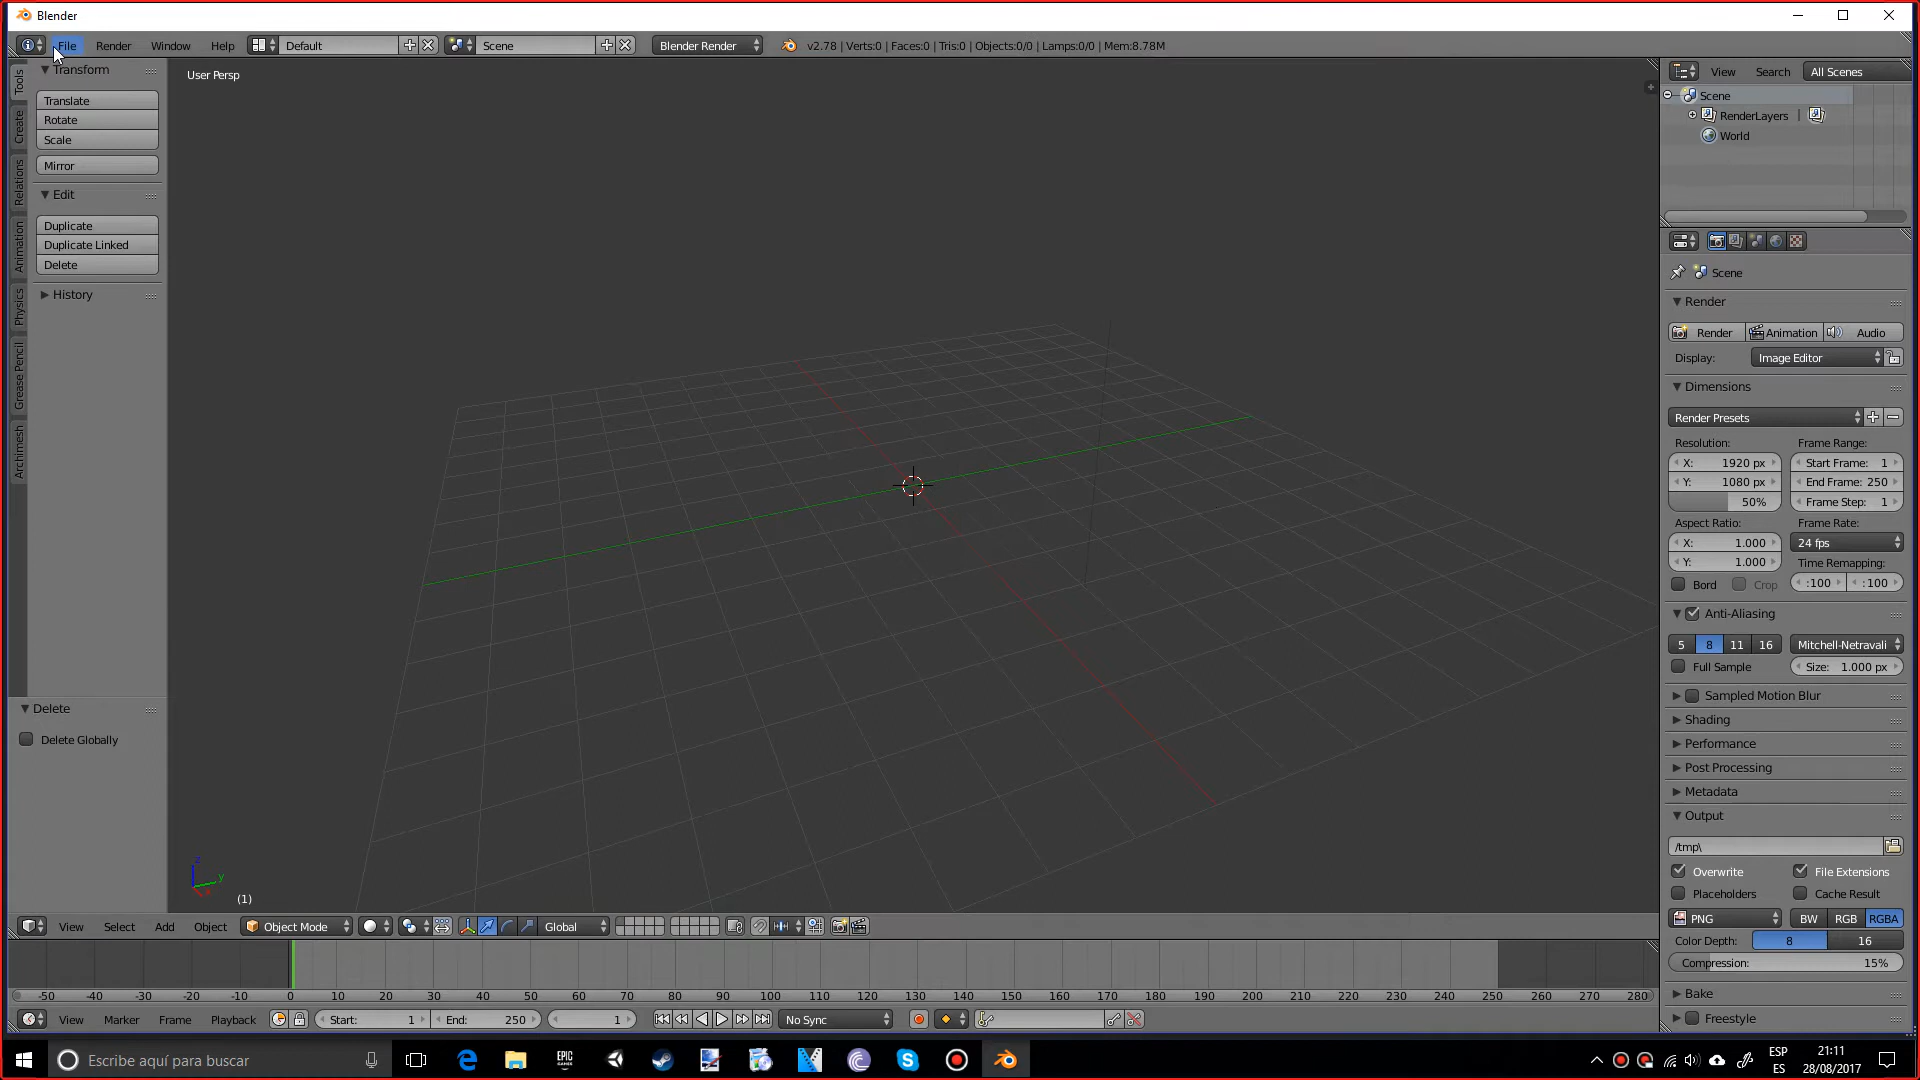 Blender
File Render Window Help Default Scene Blender Render v2.78 | Verts:0 | Faces:0 | Tris:0 | Objects:0/0 | Lamps:0/0 | Mem:8.78M
Tools
Create
Relations
Animation
Physics
Grease Pencil
Archimesh
Transform
Translate
Rotate
Scale
Mirror
Edit
Duplicate
Duplicate Linked
Delete
History
Delete
Delete Globally
User Persp
z
y
(1)
View Search All Scenes
Scene
RenderLayers |
World
Scene
Render
Render Animation Audio
Display: Image Editor
Dimensions
Render Presets
Resolution: Frame Range:
X: 1920 px Start Frame: 1
Y: 1080 px End Frame: 250
50% Frame Step: 1
Aspect Ratio: Frame Rate:
X: 1.000 24 fps
Y: 1.000 Time Remapping:
Bord Crop :100 :100
Anti-Aliasing
5 8 11 16 Mitchell-Netravali
Full Sample Size: 1.000 px
Sampled Motion Blur
Shading
Performance
Post Processing
Metadata
Output
/tmp\
Overwrite File Extensions
Placeholders Cache Result
PNG BW RGB RGBA
Color Depth: 8 16
Compression: 15%
Bake
Freestyle
View Select Add Object Object Mode Global
-50 -40 -30 -20 -10 0 10 20 30 40 50 60 70 80 90 100 110 120 130 140 150 160 170 180 190 200 210 220 230 240 250 260 270 280
View Marker Frame Playback Start: 1 End: 250 1 No Sync
Escribe aquí para buscar
EPIC
GAMES
ESP
ES
21:11
28/08/2017